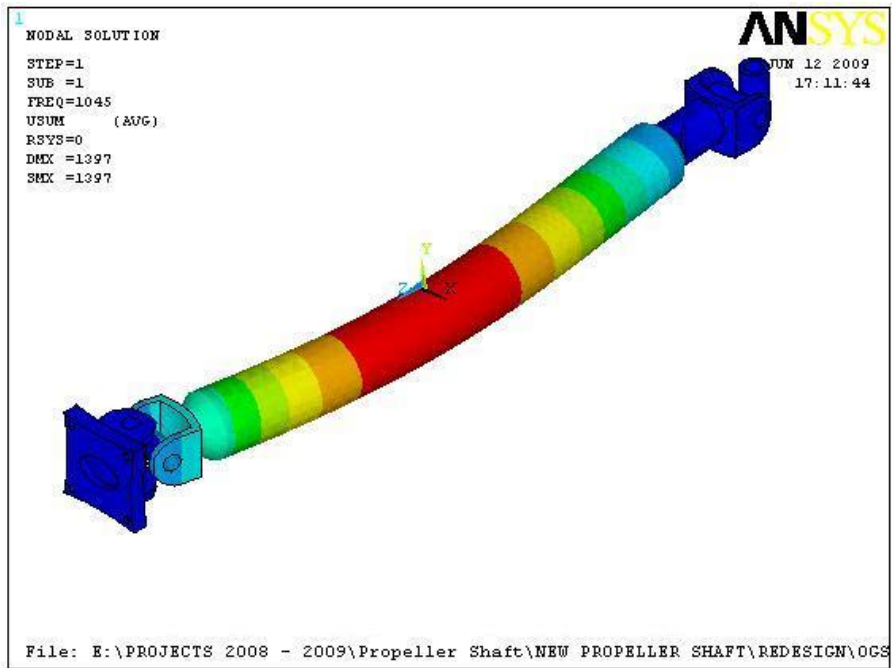 1
NODAL SOLUTION
STEP=1
SUB =1
FREQ=1045
USUM (AVG)
RSYS=0
DMX =1397
SMX =1397
ANSYS
JUN 12 2009
17:11:44
Y
Z X
File: E:\PROJECTS 2008 - 2009\Propeller Shaft\NEW PROPELLER SHAFT\REDESIGN\OGS